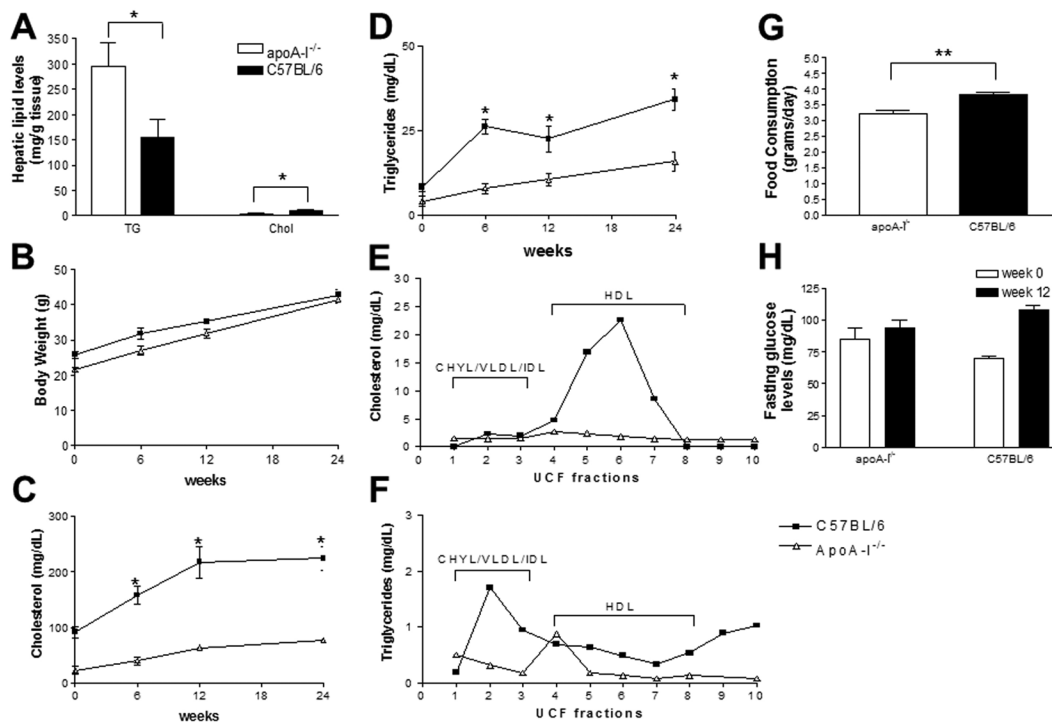 A
*
350
300
250
200
150
100
50
0
Hepatic lipid levels
(mg/g tissue)
apoA-I-/-
C57BL/6
*
TG
Chol
B
50
40
30
20
10
0
Body Weight (g)
0
6
12
18
24
weeks
C
300
200
100
0
Cholesterol (mg/dL)
*
*
*
0
6
12
18
24
weeks
D
50
25
0
Triglycerides (mg/dL)
*
*
*
0
6
12
18
24
weeks
E
30
25
20
15
10
5
0
Cholesterol (mg/dL)
HDL
CHYL/VLDL/IDL
0
1
2
3
4
5
6
7
8
9
10
UCF fractions
F
3
2
1
0
Triglycerides (mg/dL)
CHYL/VLDL/IDL
HDL
0
1
2
3
4
5
6
7
8
9
10
UCF fractions
C57BL/6
ApoA-I-/-
G
**
5.0
4.5
4.0
3.5
3.0
2.5
2.0
1.5
1.0
0.5
0.0
Food Consumption
(grams/day)
apoA-I-/-
C57BL/6
H
week 0
week 12
125
100
75
50
25
0
Fasting glucose
levels (mg/dL)
apoA-I-/-
C57BL/6